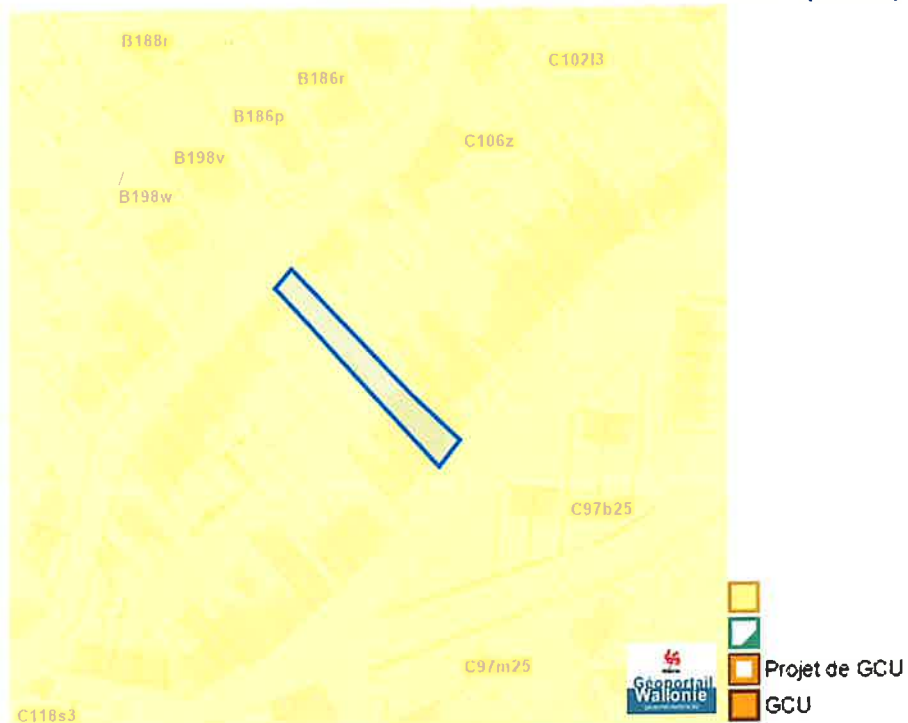 B188r
C102l3
B186r
B186p
C106z
B198v
/
B198w
C97b25
C97m25
C118s3
Géoportail
Wallonie
Projet de GCU
GCU